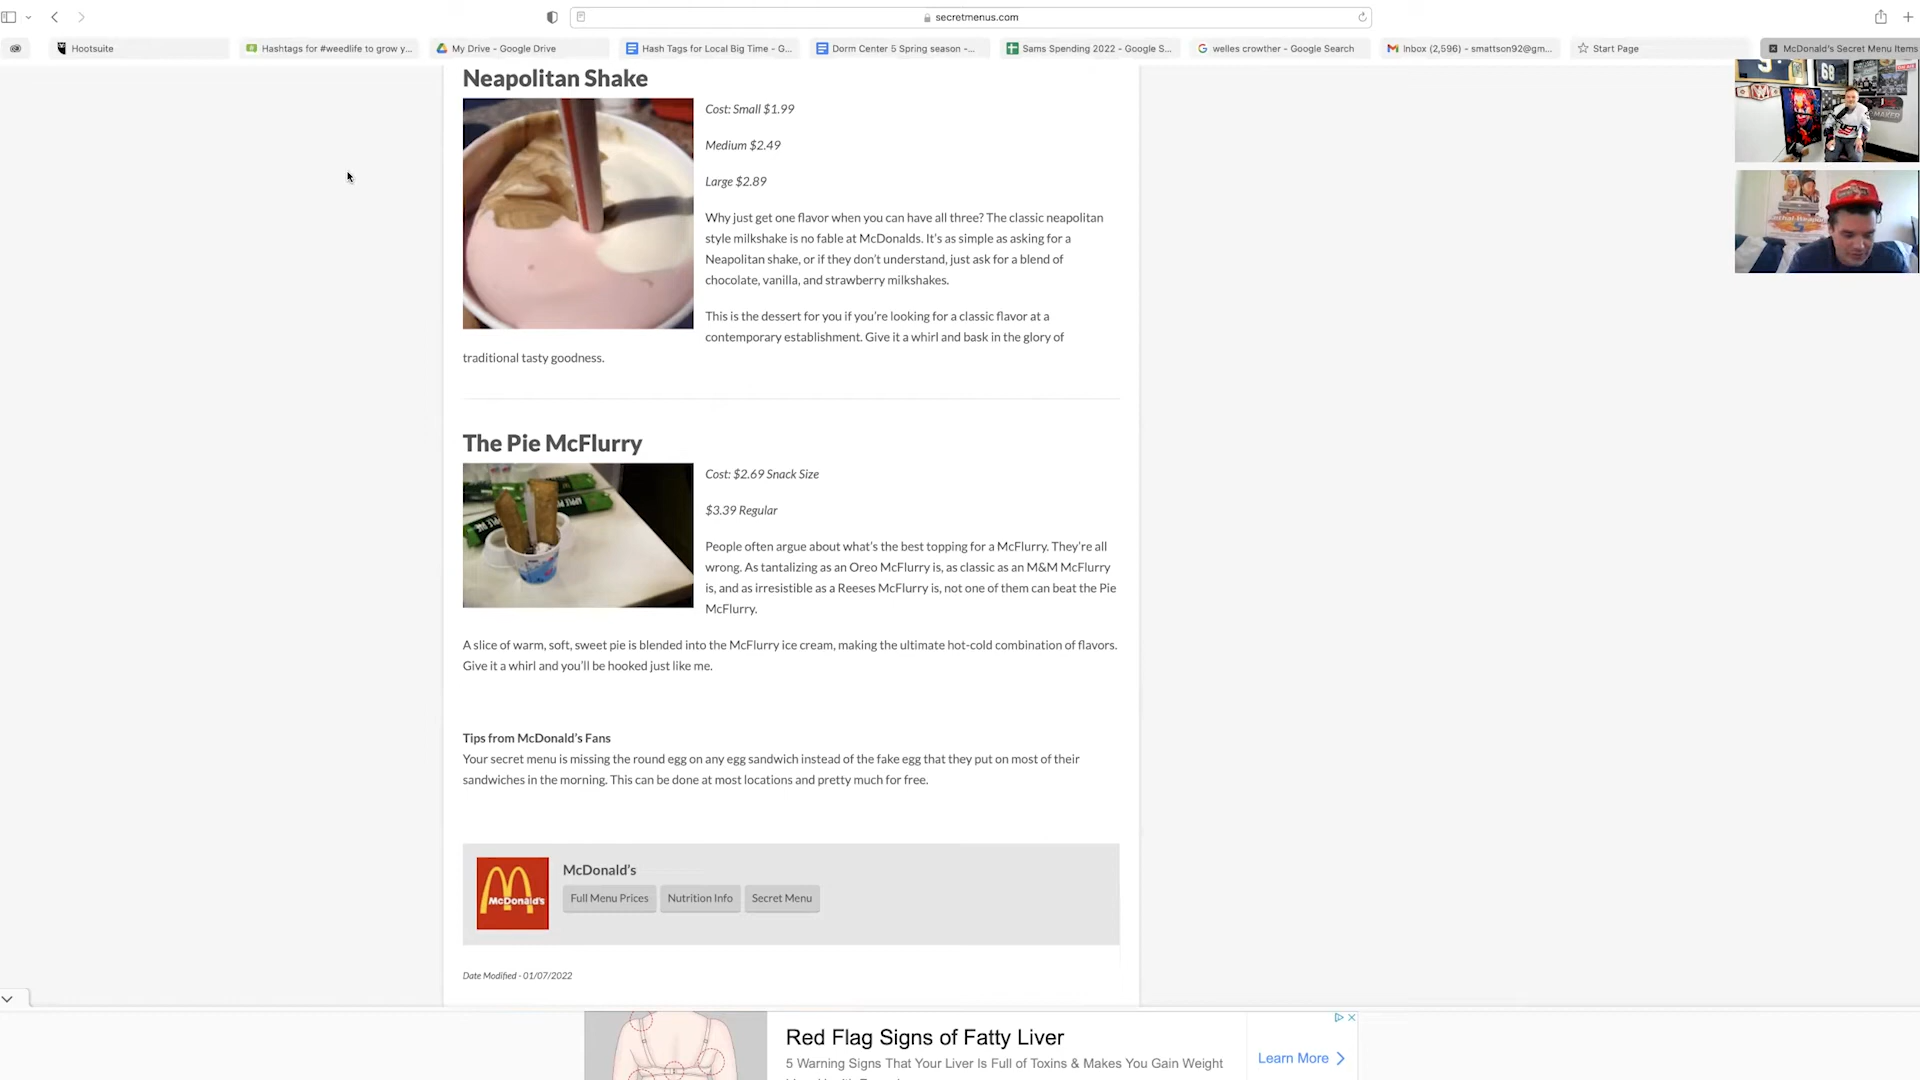 secretmenus.com
Hootsuite
Hashtags for #weedlife to grow y...
My Drive - Google Drive
Hash Tags for Local Big Time - G...
Dorm Center 5 Spring season -...
Sams Spending 2022 - Google S...
welles crowther - Google Search
Inbox (2,596) - smattson92@gm...
Start Page
McDonald's Secret Menu Items
Neapolitan Shake
Cost: Small $1.99
Medium $2.49
Large $2.89
Why just get one flavor when you can have all three? The classic neapolitan
style milkshake is no fable at McDonalds. It's as simple as asking for a
Neapolitan shake, or if they don't understand, just ask for a blend of
chocolate, vanilla, and strawberry milkshakes.
This is the dessert for you if you're looking for a classic flavor at a
contemporary establishment. Give it a whirl and bask in the glory of
traditional tasty goodness.
The Pie McFlurry
Cost: $2.69 Snack Size
$3.39 Regular
People often argue about what's the best topping for a McFlurry. They're all
wrong. As tantalizing as an Oreo McFlurry is, as classic as an M&M McFlurry
is, and as irresistible as a Reeses McFlurry is, not one of them can beat the Pie
McFlurry.
A slice of warm, soft, sweet pie is blended into the McFlurry ice cream, making the ultimate hot-cold combination of flavors.
Give it a whirl and you'll be hooked just like me.
Tips from McDonald's Fans
Your secret menu is missing the round egg on any egg sandwich instead of the fake egg that they put on most of their
sandwiches in the morning. This can be done at most locations and pretty much for free.
McDonald's
McDonald's
Full Menu Prices
Nutrition Info
Secret Menu
Date Modified - 01/07/2022
Red Flag Signs of Fatty Liver
5 Warning Signs That Your Liver Is Full of Toxins & Makes You Gain Weight
Learn More